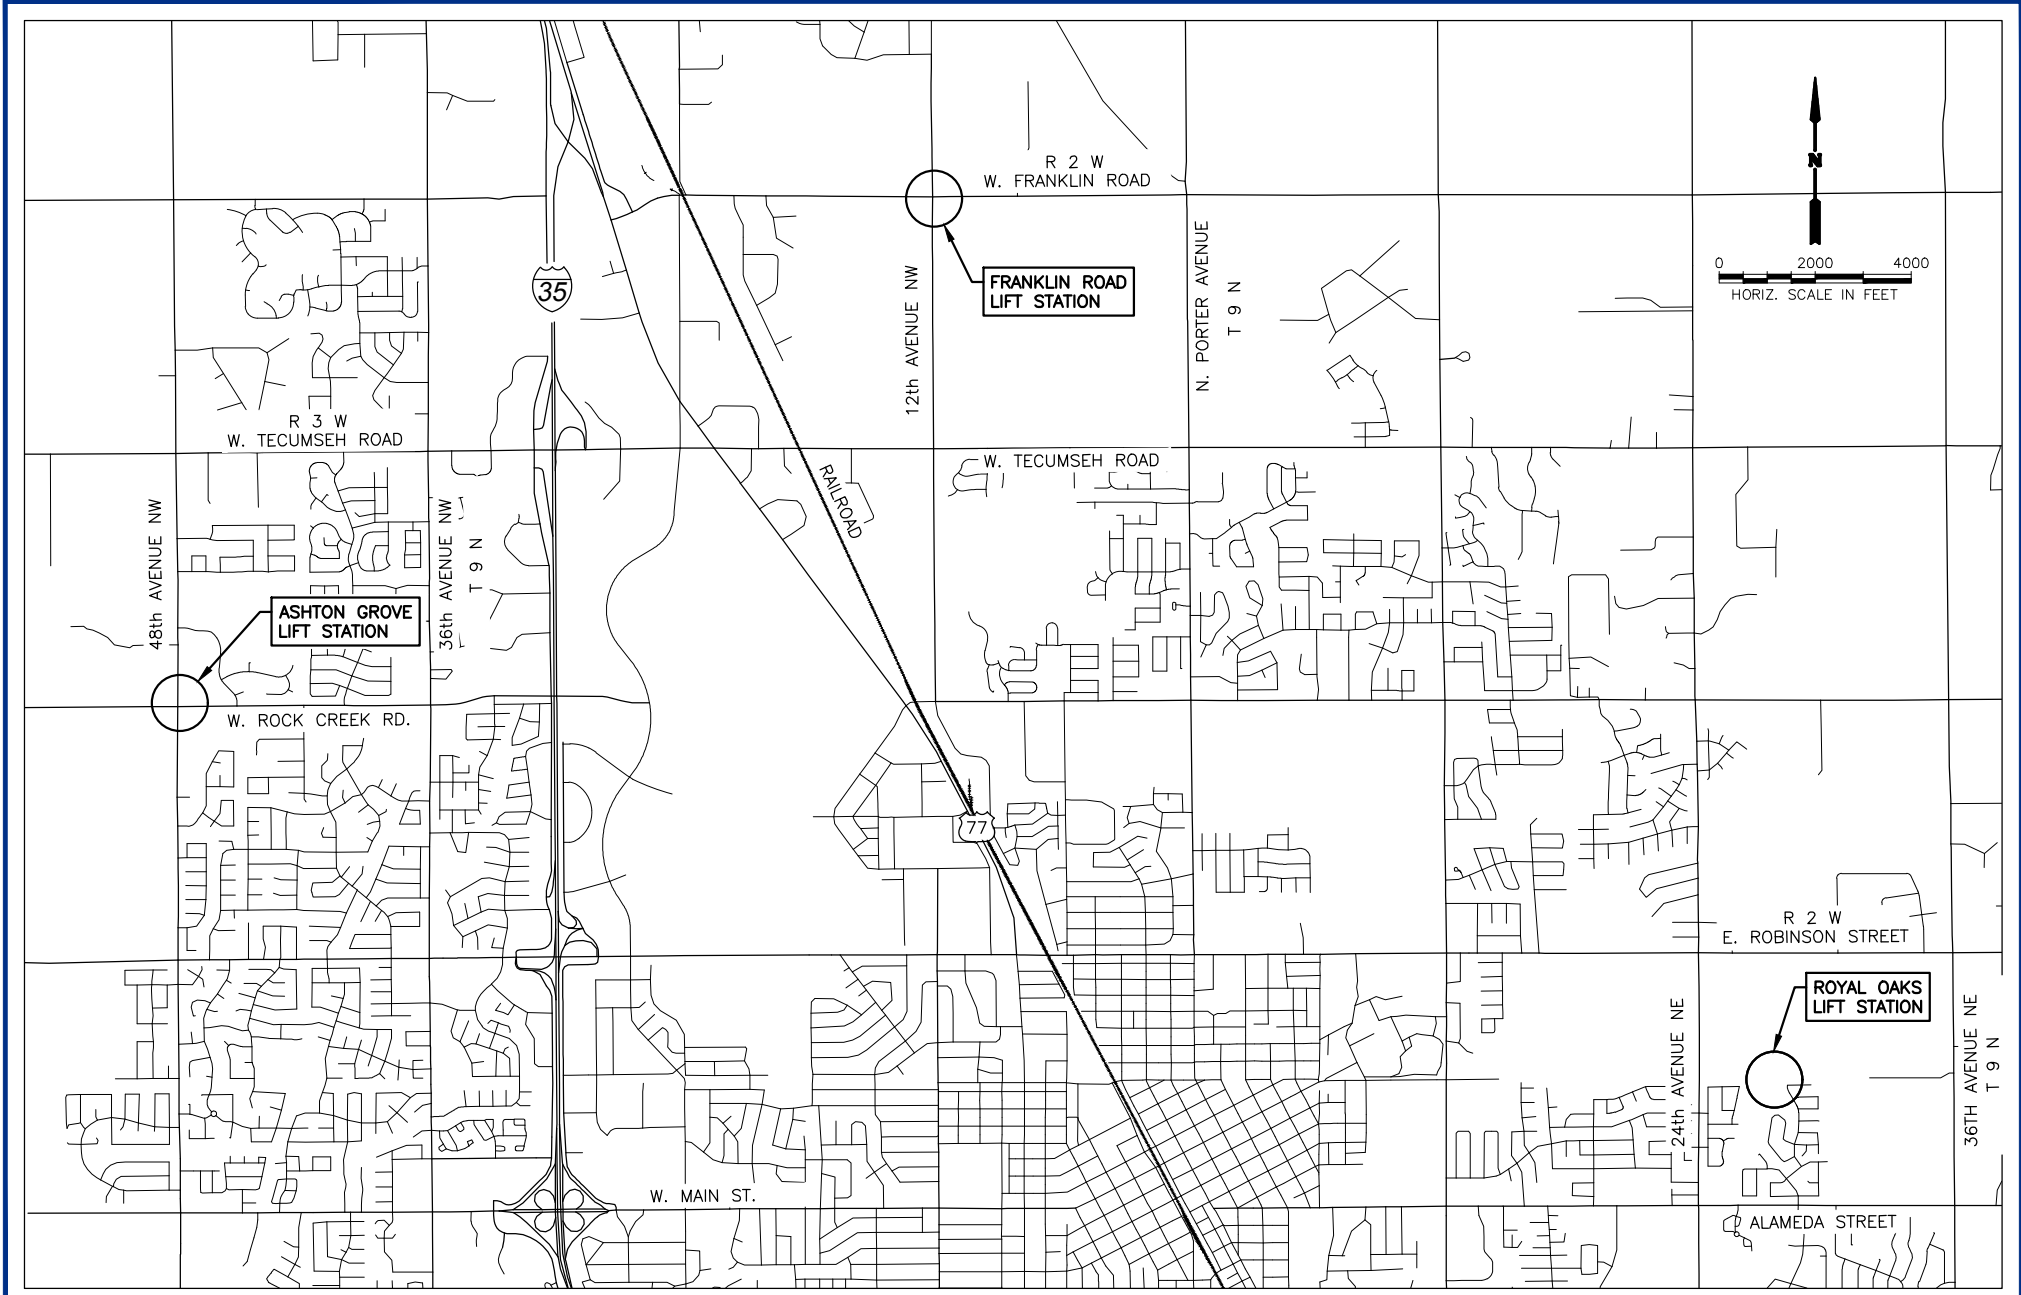 R 2 W
W. FRANKLIN ROAD
N
0 2000 4000
HORIZ. SCALE IN FEET
35
12th AVENUE NW
FRANKLIN ROAD
LIFT STATION
N. PORTER AVENUE
T 9 N
R 3 W
W. TECUMSEH ROAD
W. TECUMSEH ROAD
RAILROAD
48th AVENUE NW
36th AVENUE NW
T 9 N
ASHTON GROVE
LIFT STATION
W. ROCK CREEK RD.
77
R 2 W
E. ROBINSON STREET
ROYAL OAKS
LIFT STATION
24th AVENUE NE
36TH AVENUE NE
T 9 N
W. MAIN ST.
ALAMEDA STREET